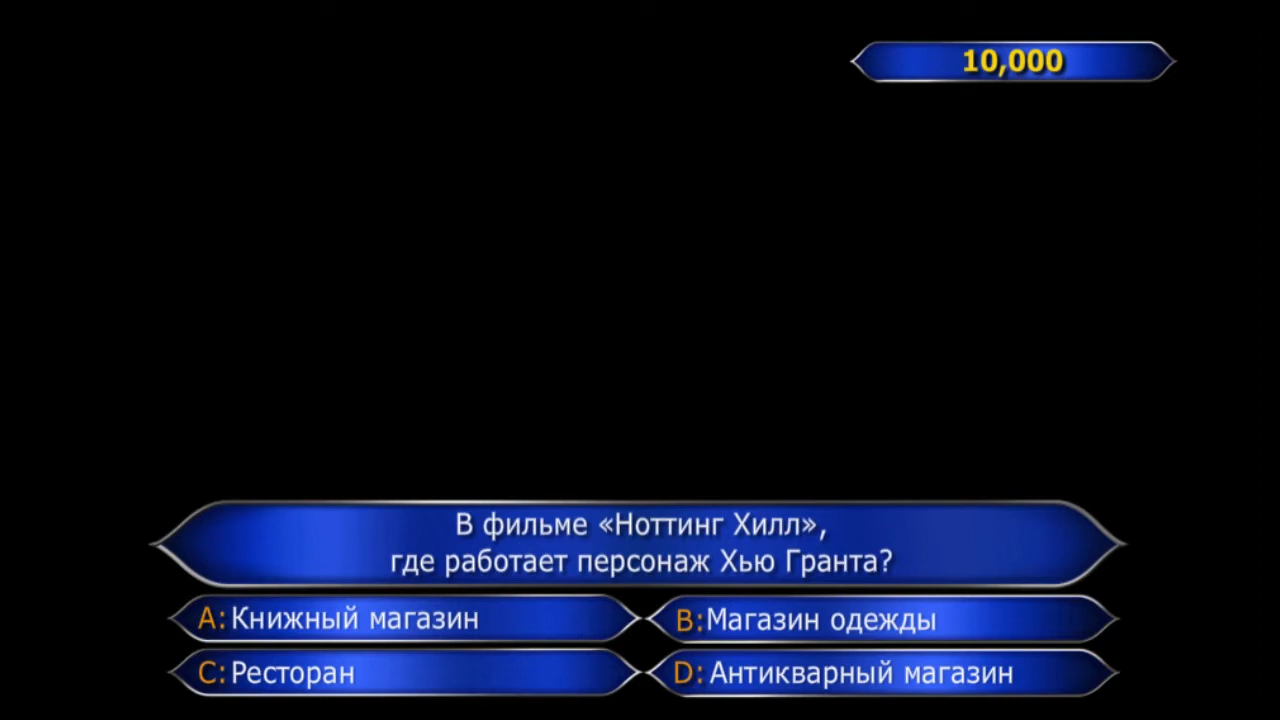 10,000
В фильме «Ноттинг Хилл»,
где работает персонаж Хью Гранта?
A: Книжный магазин
B: Магазин одежды
C: Ресторан
D: Антикварный магазин